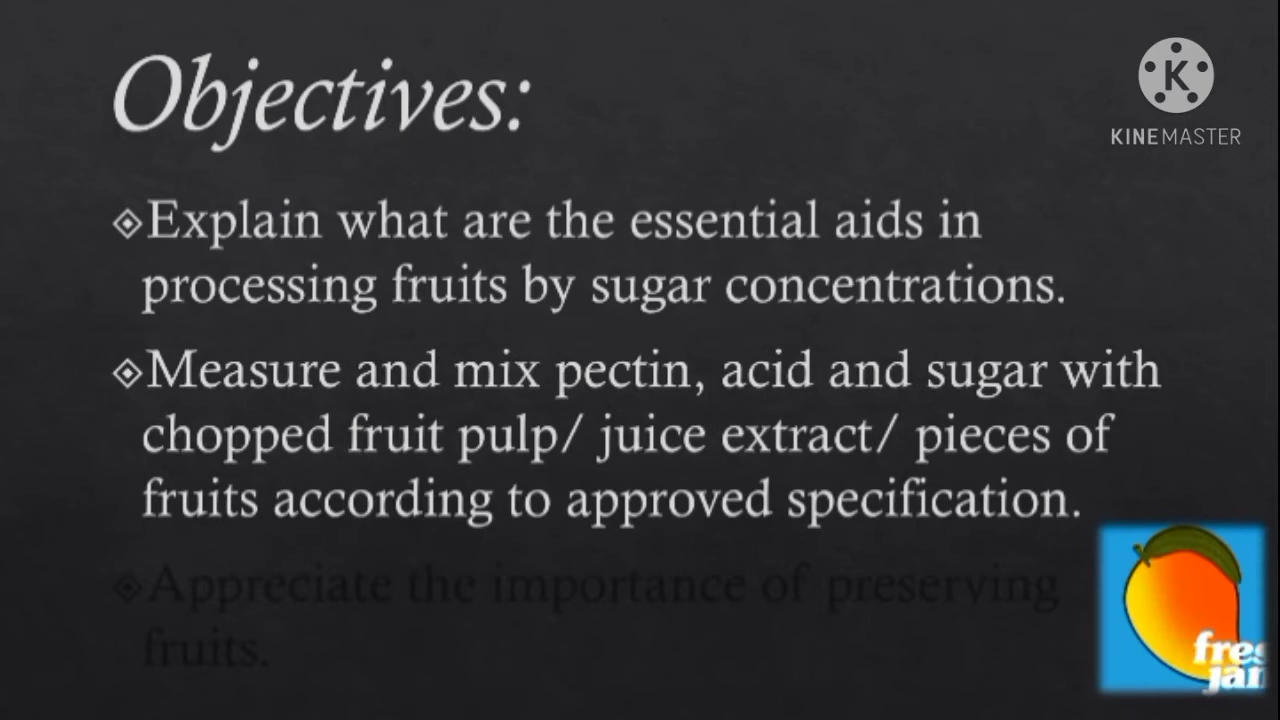 Objectives:
KINEMASTER
Explain what are the essential aids in
processing fruits by sugar concentrations.
Measure and mix pectin, acid and sugar with
chopped fruit pulp/ juice extract/ pieces of
fruits according to approved specification.
Appreciate the importance of preserving
fruits.